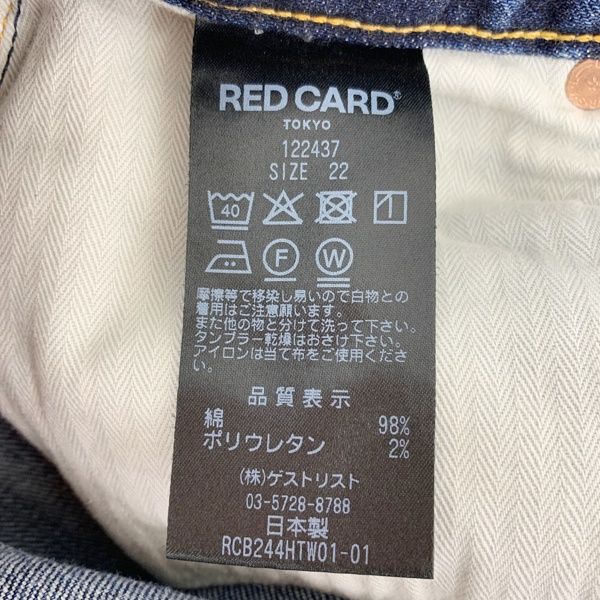 RED CARD®
TOKYO
122437
SIZE 22
40
F W
摩擦等で移染し易いので白物との
着用はご注意願います。
また他の物と分けて洗って下さい。
タンブラー乾燥はおさけ下さい。
アイロンは当て布をご使用くださ
い。
品質表示
綿 98%
ポリウレタン 2%
(株)ゲストリスト
03-5728-8788
日本製
RCB244HTW01-01